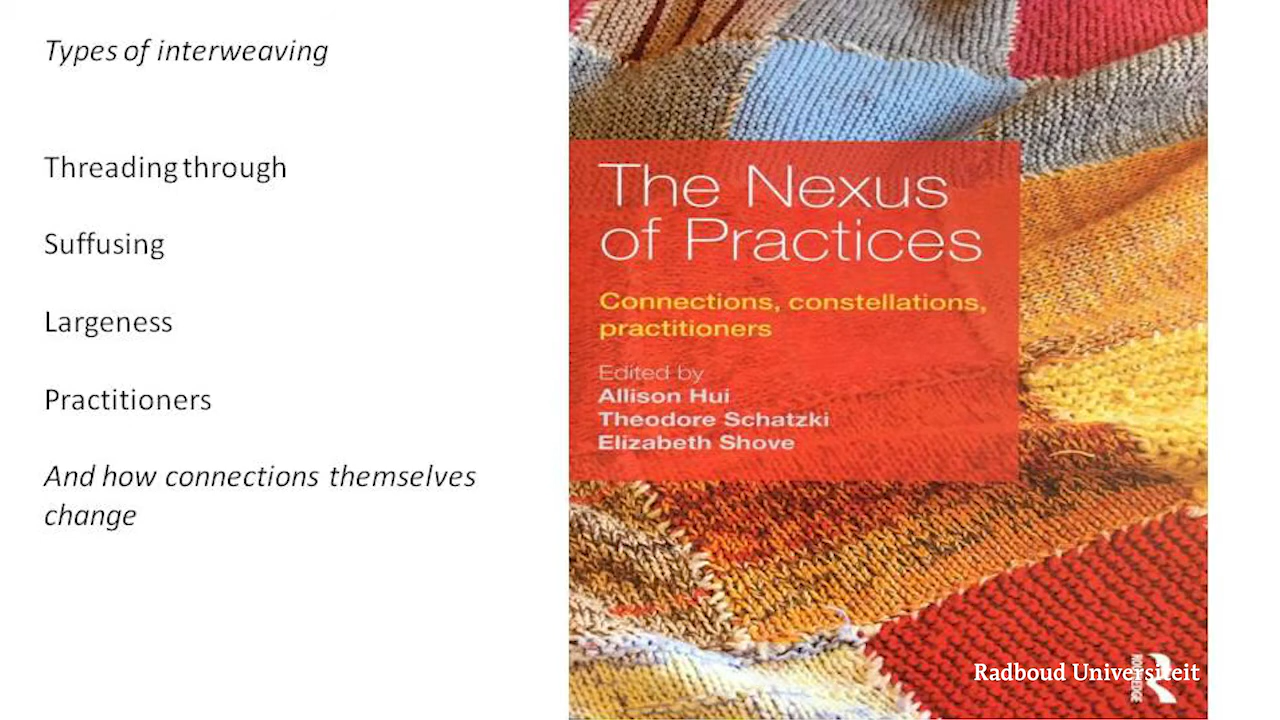 Types of interweaving
Threading through
Suffusing
Largeness
Practitioners
And how connections themselves
change
The Nexus
of Practices
Connections, constellations,
practitioners
Edited by
Allison Hui
Theodore Schatzki
Elizabeth Shove
Radboud Universiteit
ROUTLEDGE